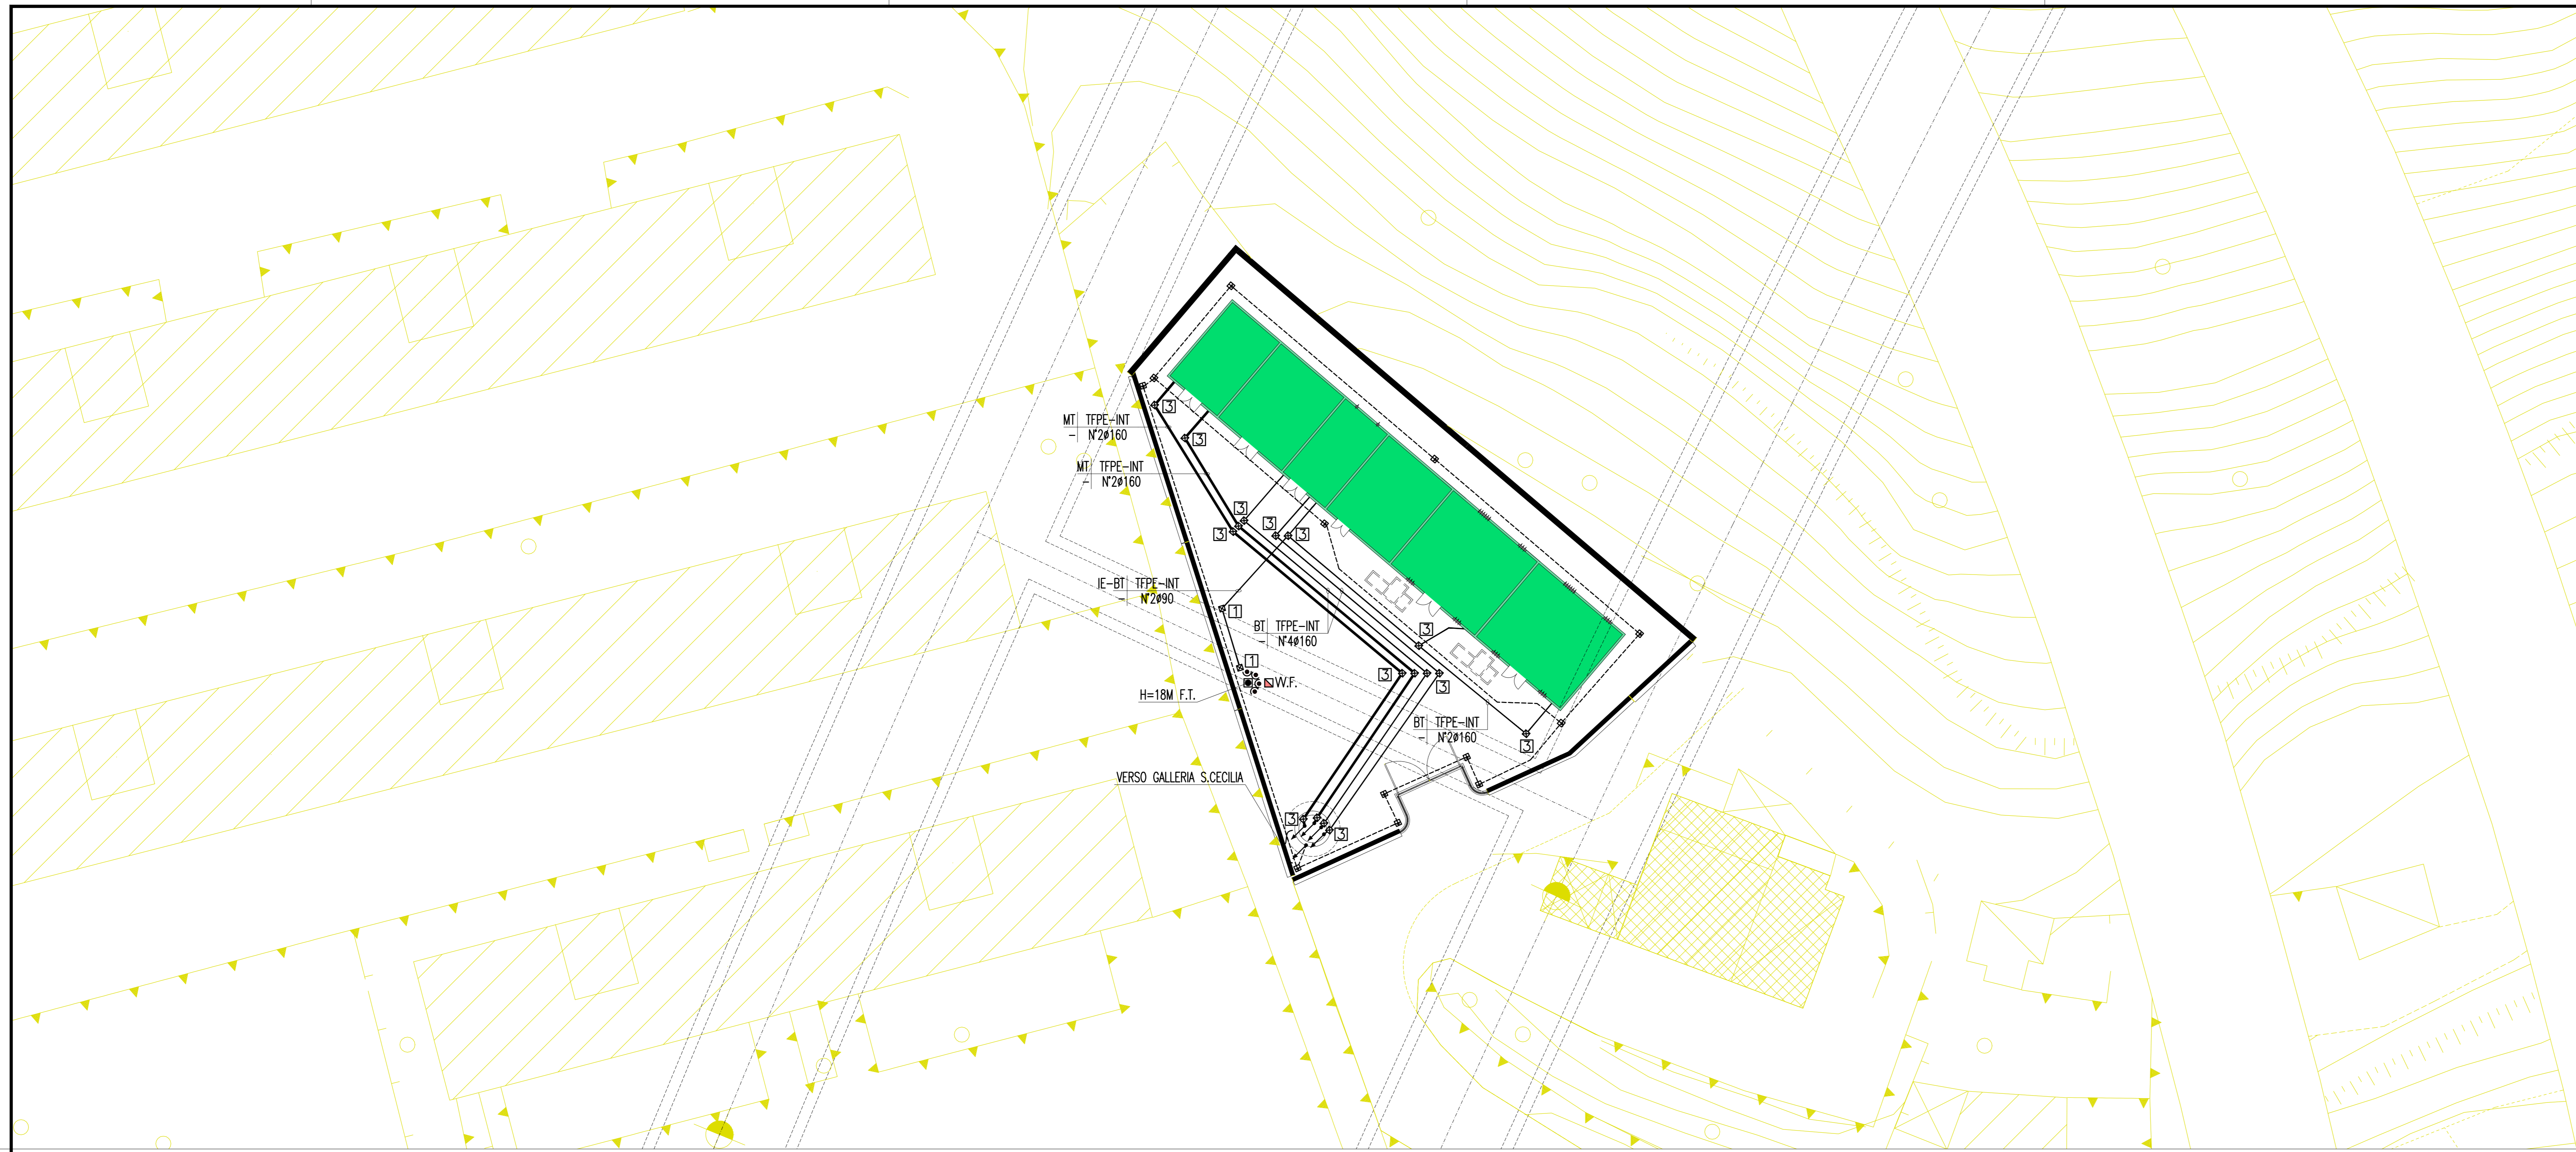 MT TFPE-INT
- N°2ø160
3
3
MT TFPE-INT
- N°2ø160
3
3
3
3
IE-BT TFPE-INT
- N°2ø90
1
BT TFPE-INT
- N°4ø160
3
1
3
3
W.F.
H=18M F.T.
BT TFPE-INT
- N°2ø160
3
VERSO GALLERIA S.CECILIA
3
3